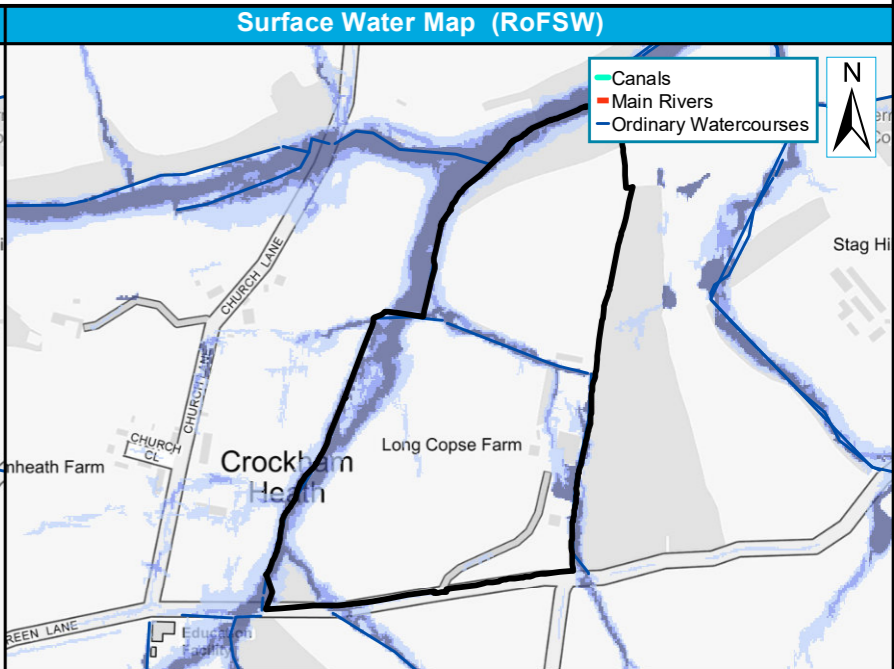 Surface Water Map (RoFSW)
Canals
Main Rivers
Ordinary Watercourses
N
Stag Hi
CHURCH LANE
CHURCH LANE
CHURCH
CL
Long Copse Farm
Crockham
Heath
nheath Farm
REEN LANE
Education
Facility